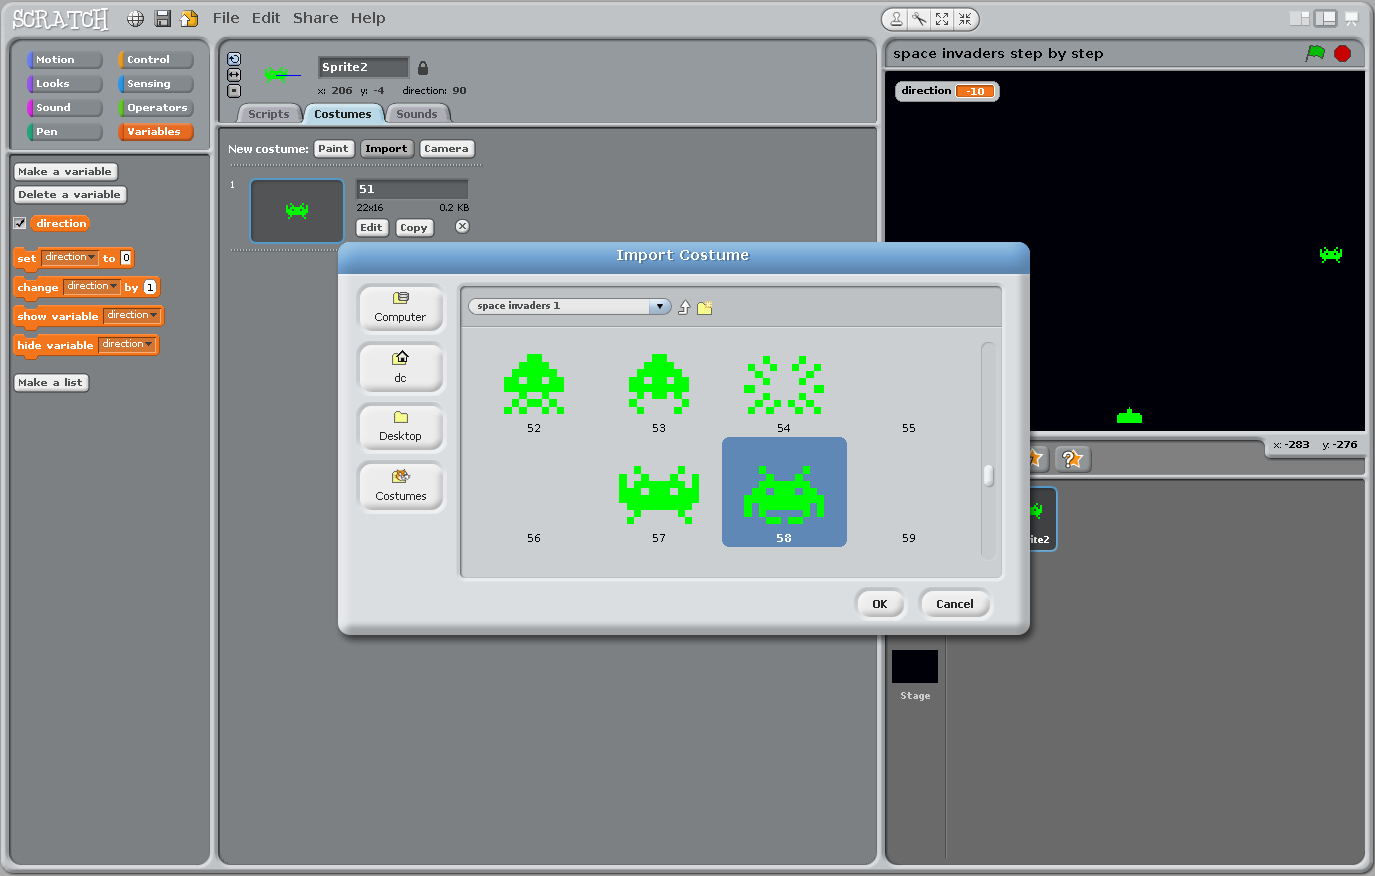 SCRATCH File Edit Share Help
Motion Control
Looks Sensing
Sound Operators
Pen Variables
Make a variable
Delete a variable
direction
set direction to 0
change direction by 1
show variable direction
hide variable direction
Make a list
Sprite2
x: 206 y: -4 direction: 90
Scripts Costumes Sounds
New costume: Paint Import Camera
1
51
22x16 0.2 KB
Edit Copy
Import Costume
Computer
dc
Desktop
Costumes
space invaders 1
52 53 54 55
56 57 58 59
OK Cancel
space invaders step by step
direction -10
x: -283 y: -276
ite2
Stage